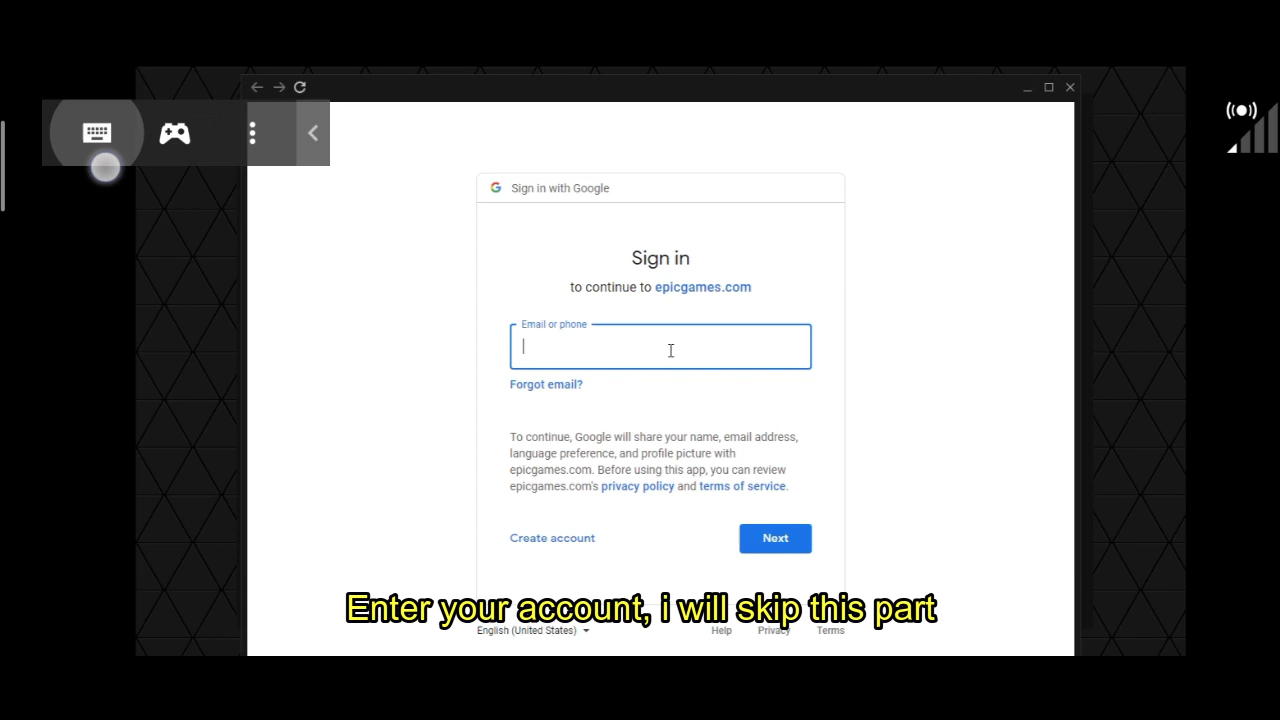 Sign in with Google
Sign in
to continue to epicgames.com
Email or phone
Forgot email?
To continue, Google will share your name, email address,
language preference, and profile picture with
epicgames.com. Before using this app, you can review
epicgames.com's privacy policy and terms of service.
Create account
Next
Enter your account, i will skip this part
English (United States)
Help
Privacy
Terms